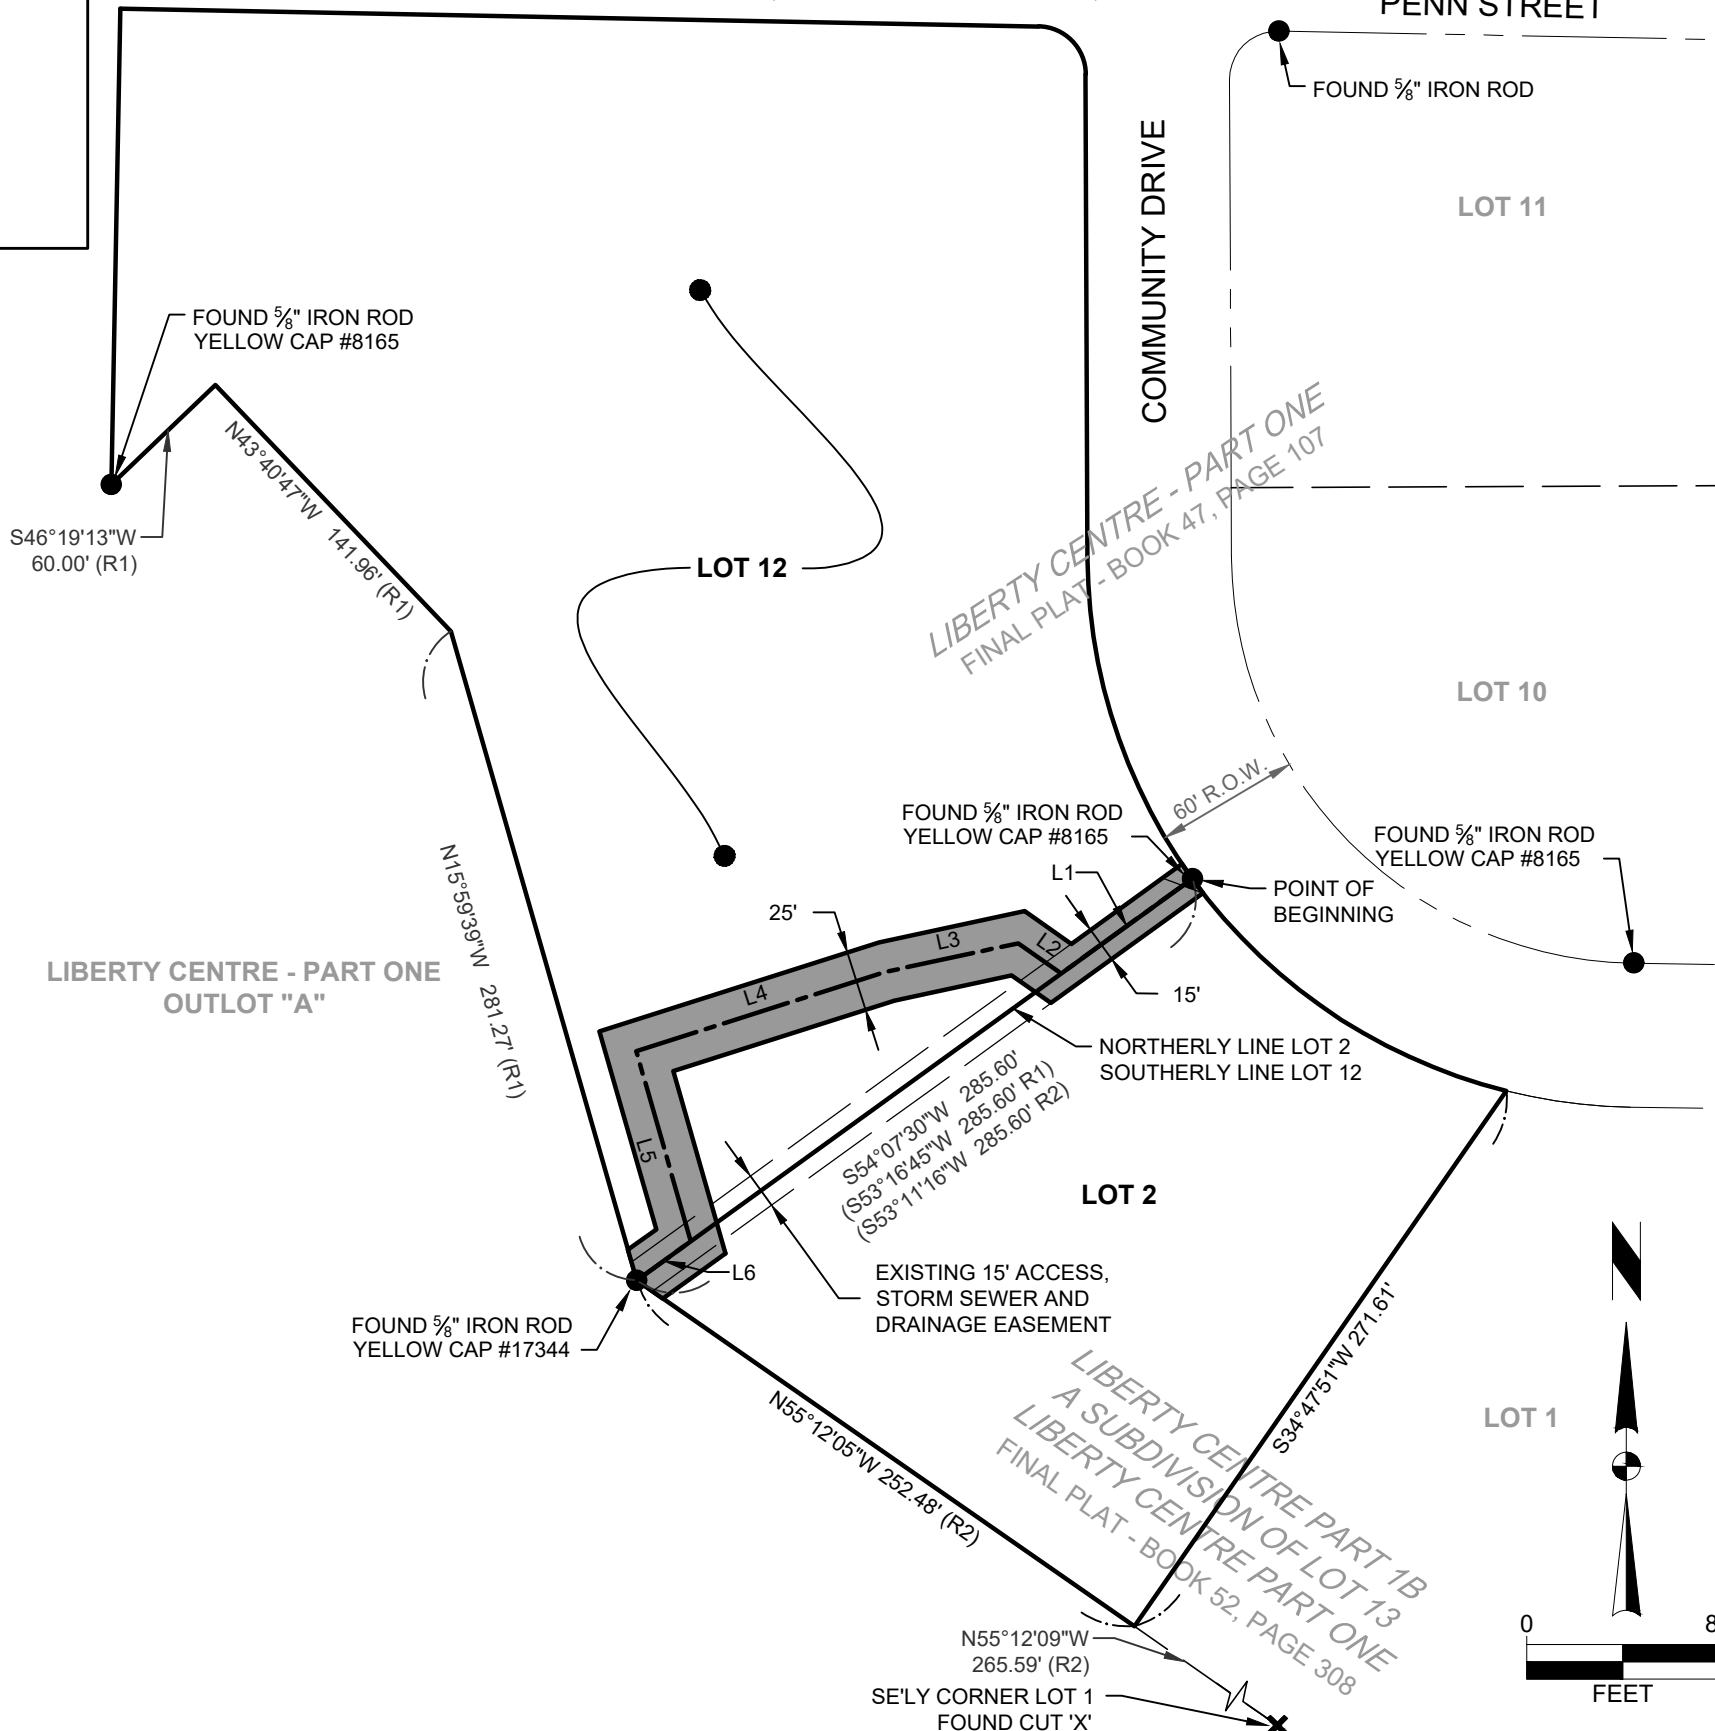 PENN STREET
FOUND ⅝" IRON ROD
COMMUNITY DRIVE
LOT 11
FOUND ⅝" IRON ROD
YELLOW CAP #8165
S46°19'13"W
60.00' (R1)
N43°40'47"W 141.96' (R1)
LOT 12
LIBERTY CENTRE - PART ONE
FINAL PLAT - BOOK 47, PAGE 107
LOT 10
60' R.O.W.
FOUND ⅝" IRON ROD
YELLOW CAP #8165
FOUND ⅝" IRON ROD
YELLOW CAP #8165
L1
POINT OF
BEGINNING
N15°59'39"W 281.27' (R1)
25'
L3
L2
L4
15'
LIBERTY CENTRE - PART ONE
OUTLOT "A"
NORTHERLY LINE LOT 2
SOUTHERLY LINE LOT 12
S54°07'30"W 285.60'
(S53°16'45"W 285.60' R1)
(S53°11'16"W 285.60' R2)
L5
LOT 2
L6
EXISTING 15' ACCESS,
STORM SEWER AND
DRAINAGE EASEMENT
FOUND ⅝" IRON ROD
YELLOW CAP #17344
S34°47'51"W 271.61'
N55°12'05"W 252.48' (R2)
LIBERTY CENTRE PART 1B
A SUBDIVISION OF LOT 13
LIBERTY CENTRE PART ONE
FINAL PLAT - BOOK 52, PAGE 308
LOT 1
N
N55°12'09"W
265.59' (R2)
SE'LY CORNER LOT 1
FOUND CUT 'X'
0 8
FEET